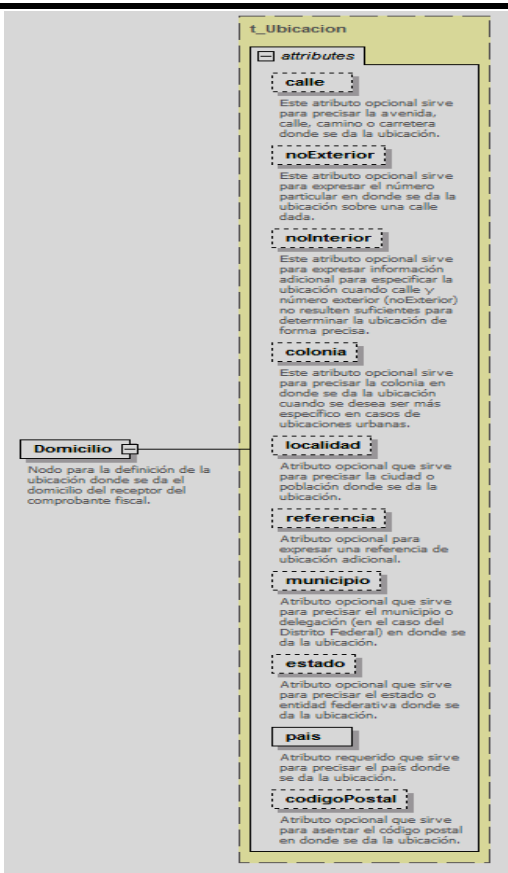 t_Ubicacion
attributes
calle
Este atributo opcional sirve
para precisar la avenida,
calle, camino o carretera
donde se da la ubicación.
noExterior
Este atributo opcional sirve
para expresar el número
particular en donde se da la
ubicación sobre una calle
dada.
noInterior
Este atributo opcional sirve
para expresar información
adicional para especificar la
ubicación cuando calle y
número exterior (noExterior)
no resulten suficientes para
determinar la ubicación de
forma precisa.
colonia
Este atributo opcional sirve
para precisar la colonia en
donde se da la ubicación
cuando se desea ser más
específico en casos de
ubicaciones urbanas.
Domicilio
Nodo para la definición de la
ubicación donde se da el
domicilio del receptor del
comprobante fiscal.
localidad
Atributo opcional que sirve
para precisar la ciudad o
población donde se da la
ubicación.
referencia
Atributo opcional para
expresar una referencia de
ubicación adicional.
municipio
Atributo opcional que sirve
para precisar el municipio o
delegación (en el caso del
Distrito Federal) en donde se
da la ubicación.
estado
Atributo opcional que sirve
para precisar el estado o
entidad federativa donde se
da la ubicación.
pais
Atributo requerido que sirve
para precisar el país donde
se da la ubicación.
codigoPostal
Atributo opcional que sirve
para asentar el código postal
en donde se da la ubicación.